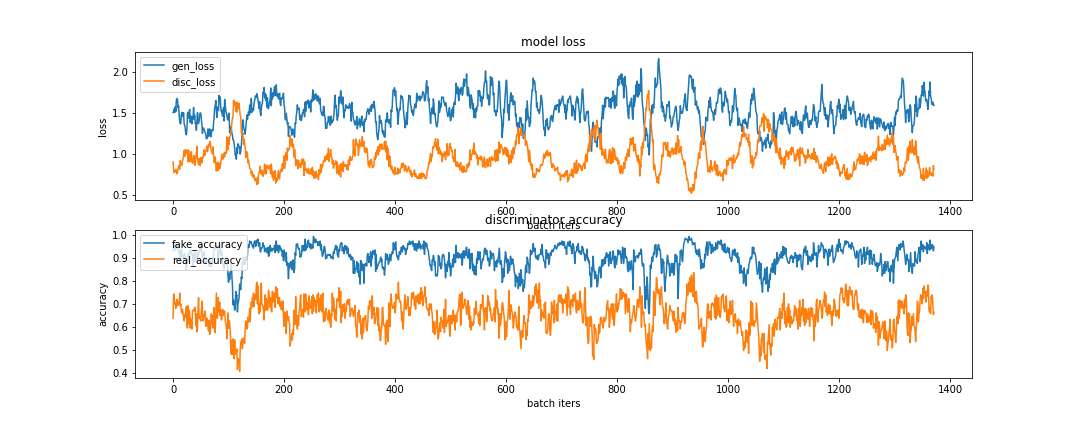 model loss
gen_loss
disc_loss
loss
2.0
1.5
1.0
0.5
0 200 400 600 800 1000 1200 1400
batch iters
discriminator accuracy
fake_accuracy
real_accuracy
accuracy
1.0
0.9
0.8
0.7
0.6
0.5
0.4
0 200 400 600 800 1000 1200 1400
batch iters